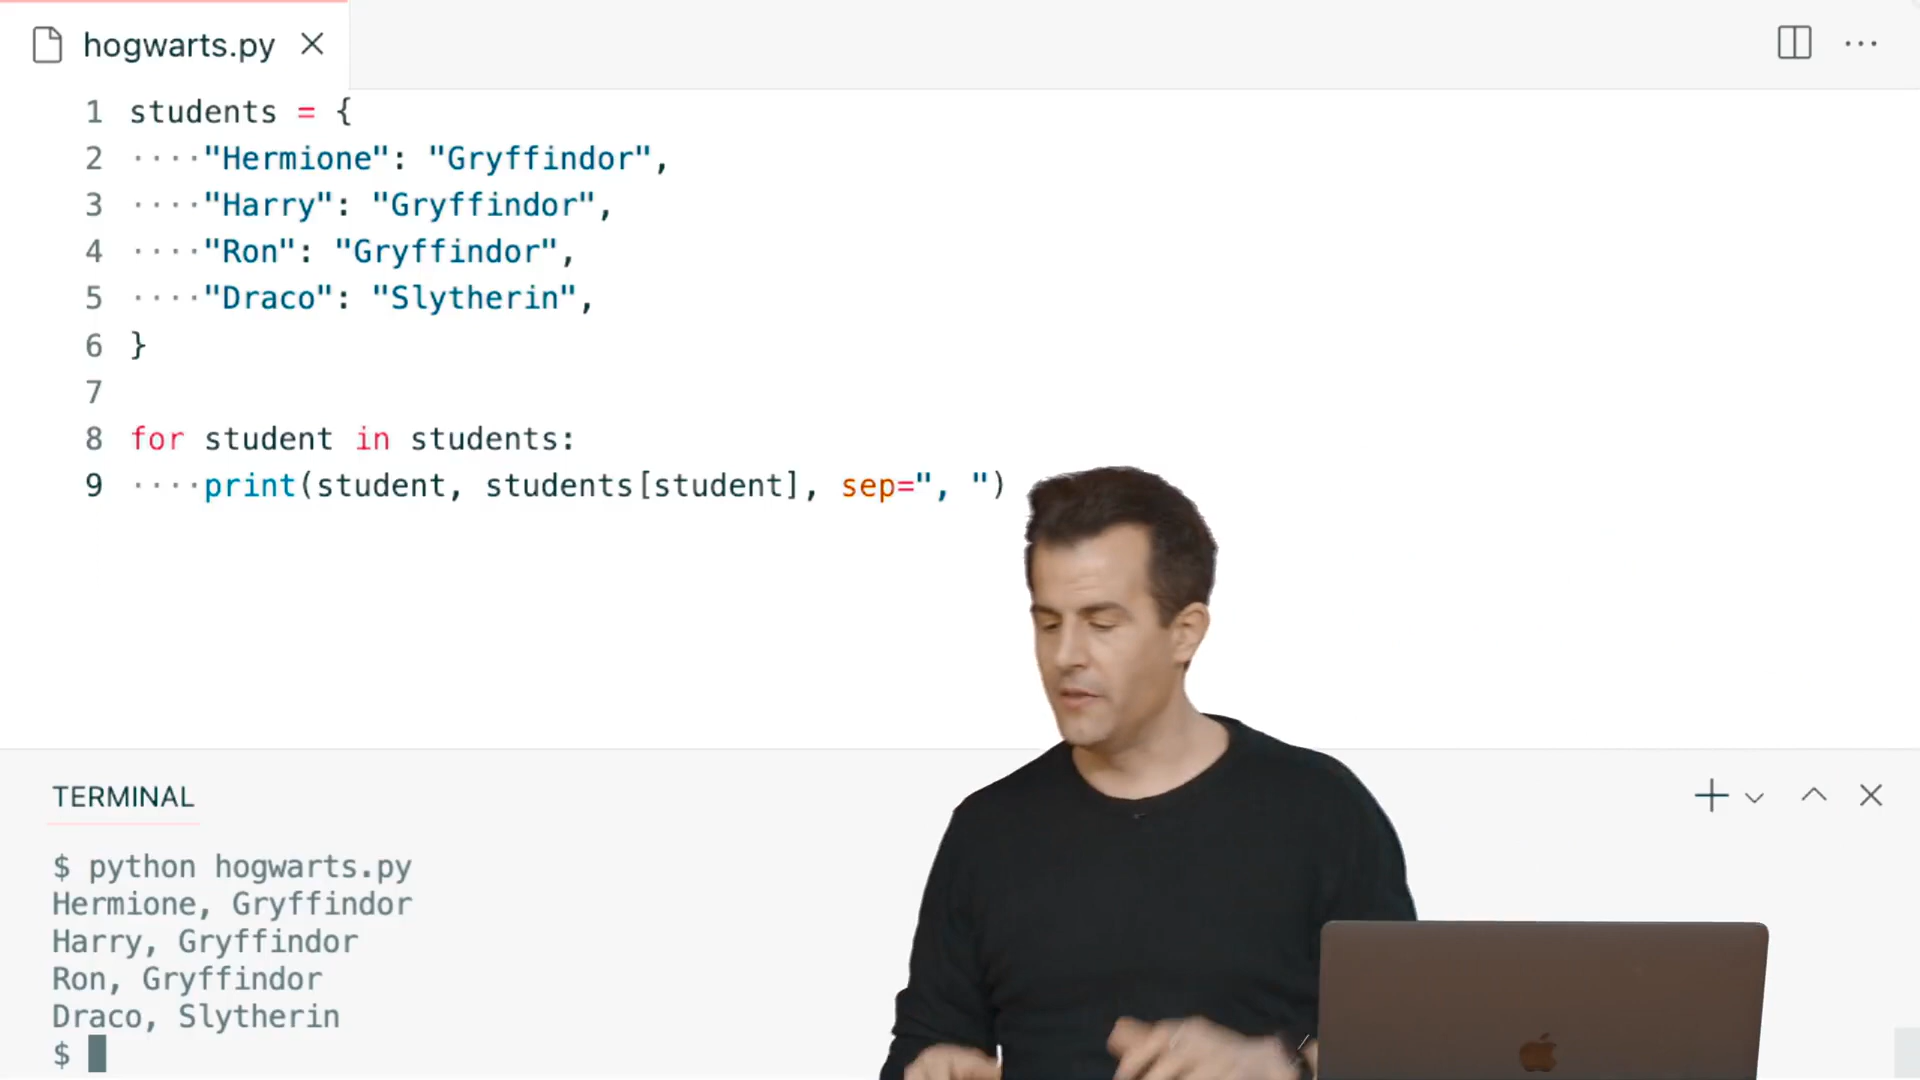 hogwarts.py
1 students = {
2 ····"Hermione": "Gryffindor",
3 ····"Harry": "Gryffindor",
4 ····"Ron": "Gryffindor",
5 ····"Draco": "Slytherin",
6 }
7
8 for student in students:
9 ····print(student, students[student], sep=", ")
TERMINAL
$ python hogwarts.py
Hermione, Gryffindor
Harry, Gryffindor
Ron, Gryffindor
Draco, Slytherin
$